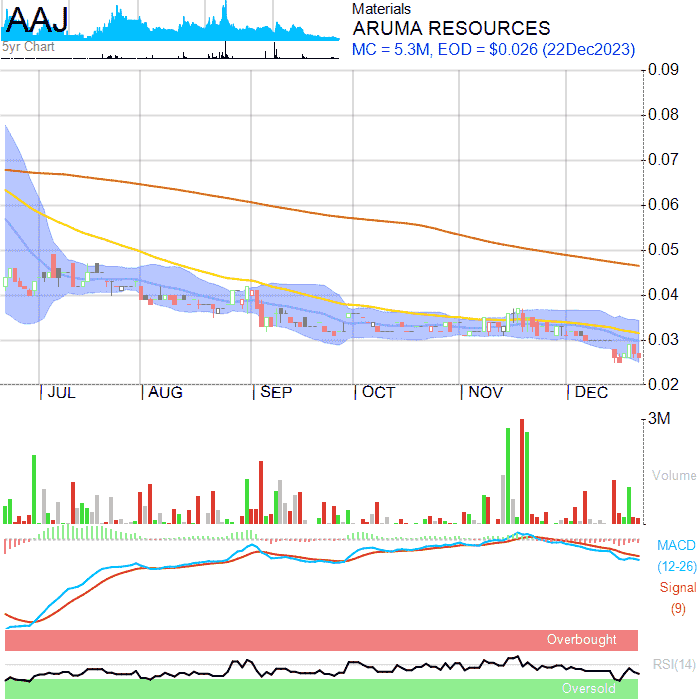 AAJ
5yr Chart
Materials
ARUMA RESOURCES
MC = 5.3M, EOD = $0.026 (22Dec2023)
0.09
0.08
0.07
0.06
0.05
0.04
0.03
0.02
JUL AUG SEP OCT NOV DEC
3M
Volume
MACD
(12-26)
Signal
(9)
Overbought
RSI(14)
Oversold